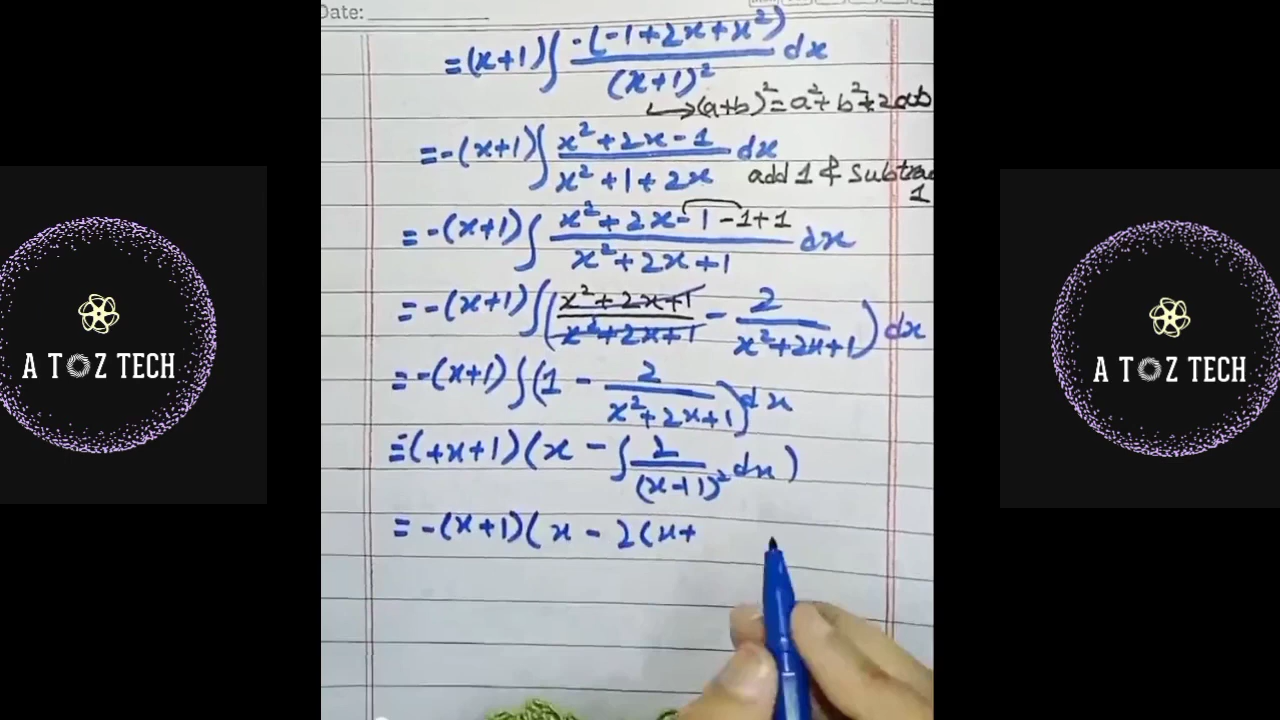 Date:
=(x+1)∫ -(-1+2x+x²)/(x+1)² dx
↳(a+b)²=a²+b²+2ab
=-(x+1)∫ x²+2x-1/x²+1+2x dx
add 1 & Subtra
1
=-(x+1)∫ x²+2x-1-1+1/x²+2x+1 dx
=-(x+1)∫(x²+2x+1/x²+2x+1 - 2/x²+2x+1)dx
=-(x+1)∫(1 - 2/x²+2x+1)dx
=-(+x+1)(x - ∫2/(x+1)² dx)
=-(x+1)(x - 2(x+
A TO Z TECH
A TO Z TECH